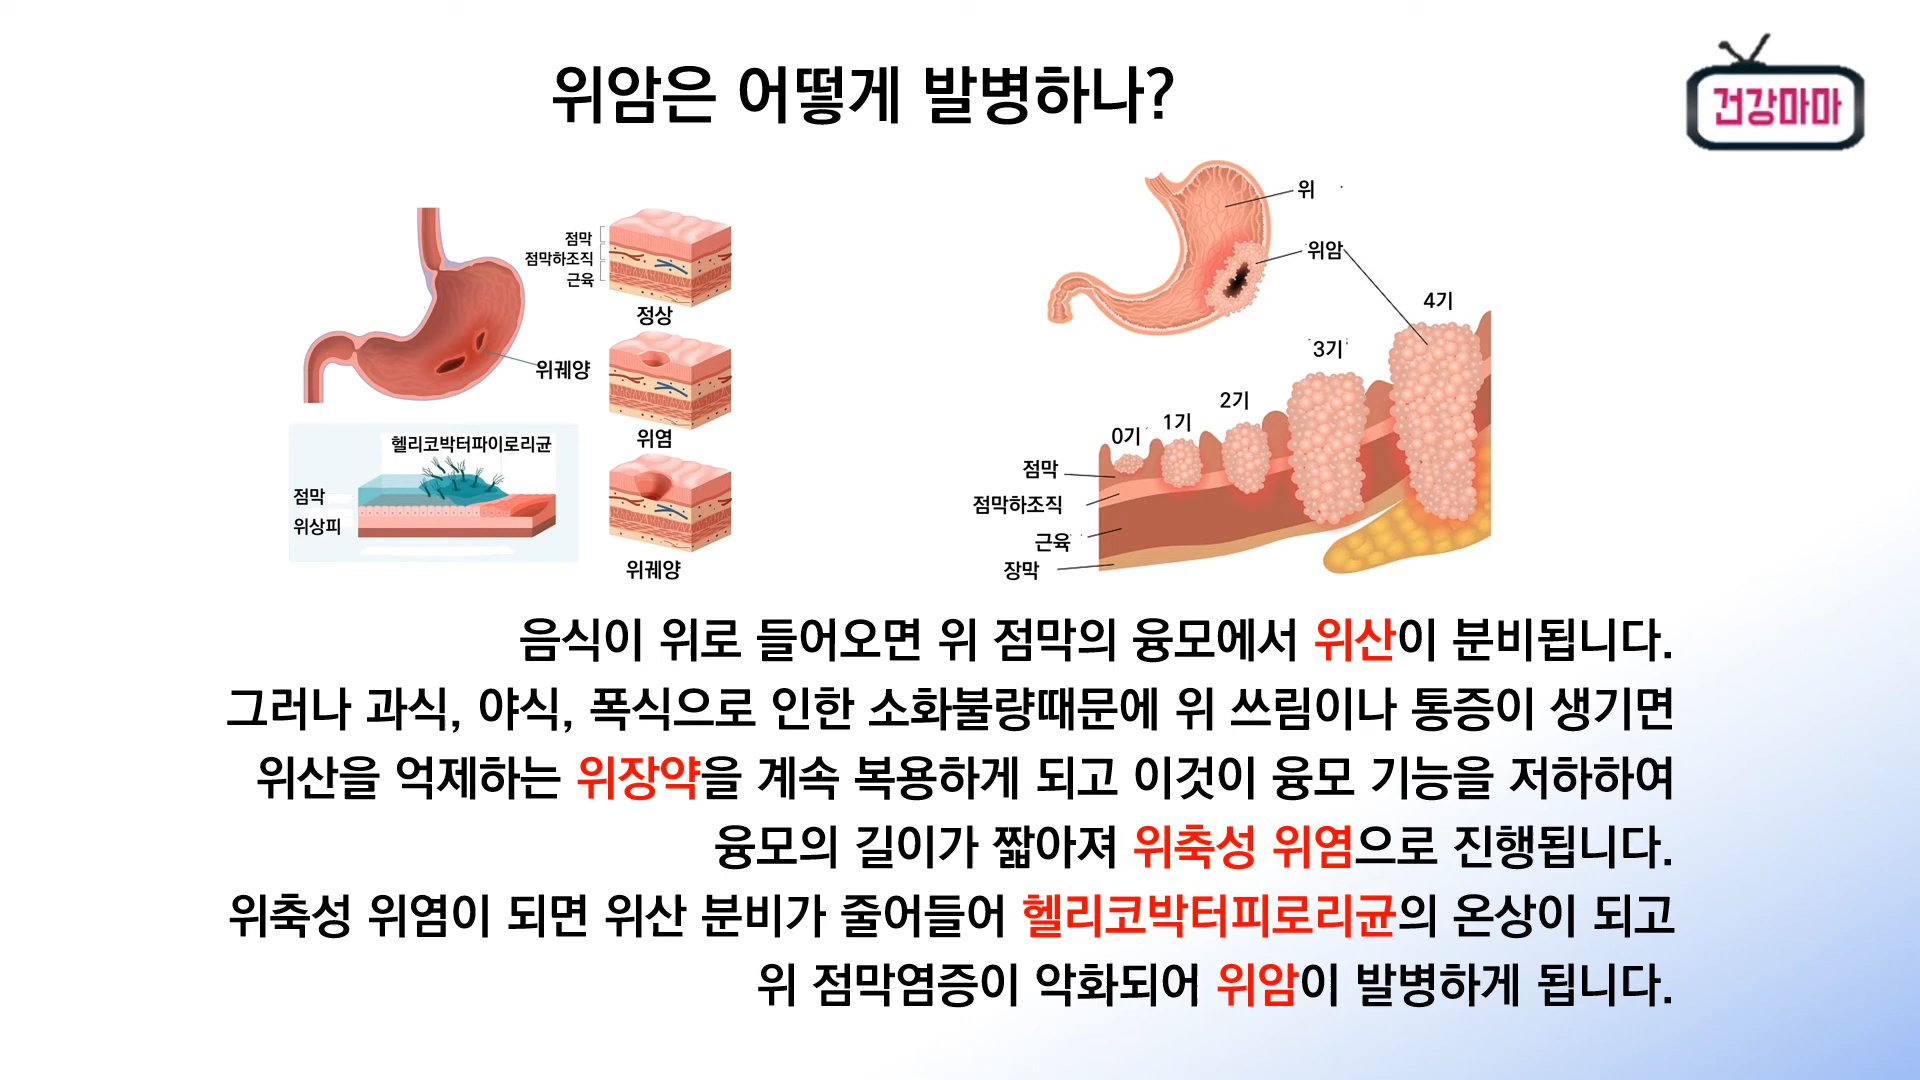 위암은 어떻게 발병하나?
건강마마
점막
점막하조직
근육
정상
위궤양
위염
헬리코박터파이로리균
점막
위상피
위궤양
위
위암
4기
3기
2기
1기
0기
점막
점막하조직
근육
장막
음식이 위로 들어오면 위 점막의 융모에서 위산이 분비됩니다.
그러나 과식, 야식, 폭식으로 인한 소화불량때문에 위 쓰림이나 통증이 생기면
위산을 억제하는 위장약을 계속 복용하게 되고 이것이 융모 기능을 저하하여
융모의 길이가 짧아져 위축성 위염으로 진행됩니다.
위축성 위염이 되면 위산 분비가 줄어들어 헬리코박터피로리균의 온상이 되고
위 점막염증이 악화되어 위암이 발병하게 됩니다.